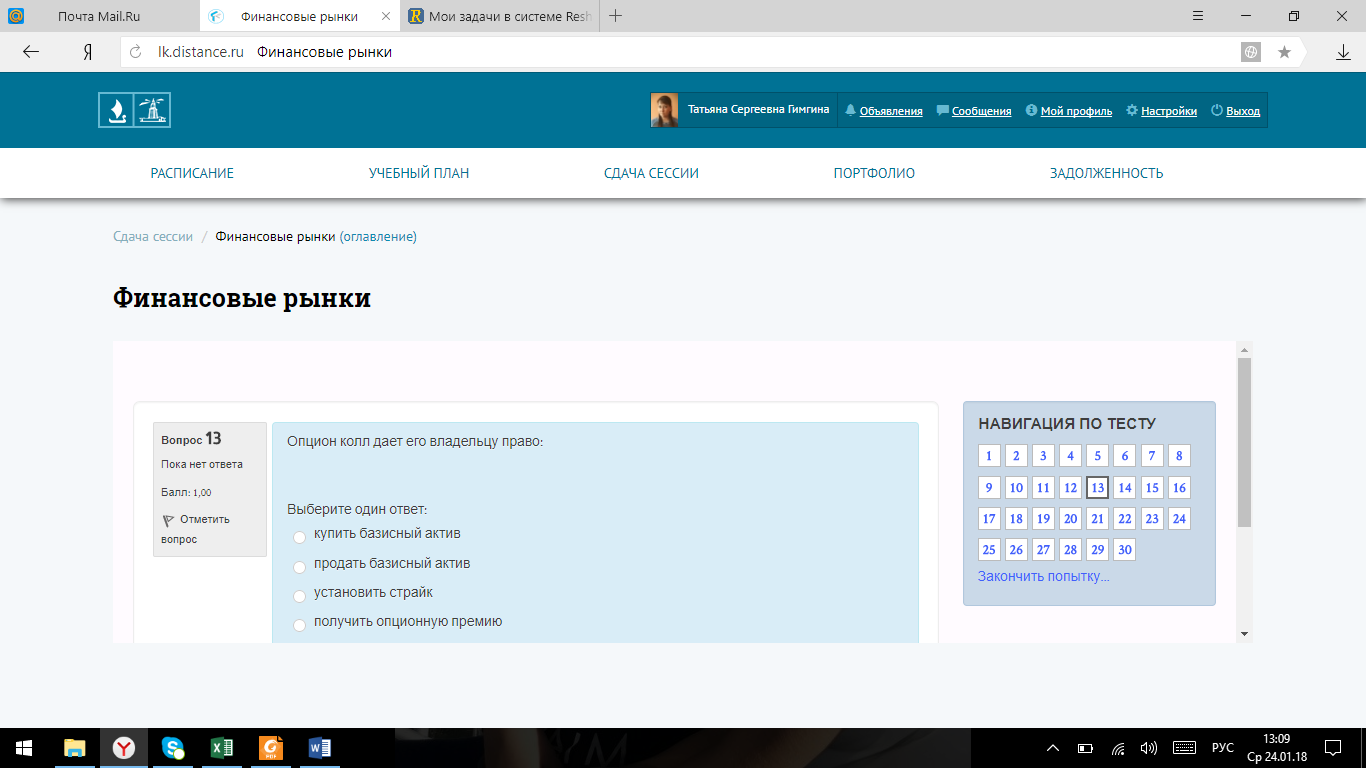 Почта Mail.Ru
Финансовые рынки
Мои задачи в системе Resh
Я
lk.distance.ru Финансовые рынки
Татьяна Сергеевна Гимгина
Объявления
Сообщения
Мой профиль
Настройки
Выход
РАСПИСАНИЕ
УЧЕБНЫЙ ПЛАН
СДАЧА СЕССИИ
ПОРТФОЛИО
ЗАДОЛЖЕННОСТЬ
Сдача сессии / Финансовые рынки (оглавление)
Финансовые рынки
Вопрос 13
Пока нет ответа
Балл: 1,00
Отметить
вопрос
Опцион колл дает его владельцу право:
Выберите один ответ:
купить базисный актив
продать базисный актив
установить страйк
получить опционную премию
НАВИГАЦИЯ ПО ТЕСТУ
1 2 3 4 5 6 7 8
9 10 11 12 13 14 15 16
17 18 19 20 21 22 23 24
25 26 27 28 29 30
Закончить попытку...
РУС
13:09
Ср 24.01.18